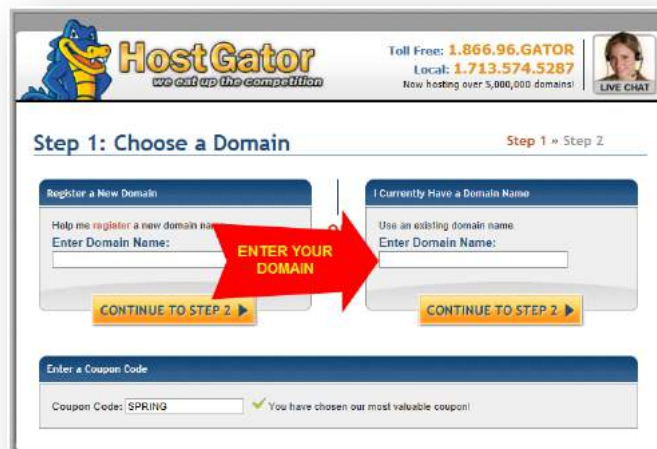 HostGator
we eat up the competition
Toll Free: 1.866.96.GATOR
Local: 1.713.574.5287
Now hosting over 5,000,000 domains!
LIVE CHAT
Step 1: Choose a Domain
Step 1 » Step 2
Register a New Domain
Help me register a new domain name
Enter Domain Name:
CONTINUE TO STEP 2
ENTER YOUR
DOMAIN
I Currently Have a Domain Name
Use an existing domain name.
Enter Domain Name:
CONTINUE TO STEP 2
Enter a Coupon Code
Coupon Code: SPRING
You have chosen our most valuable coupon!